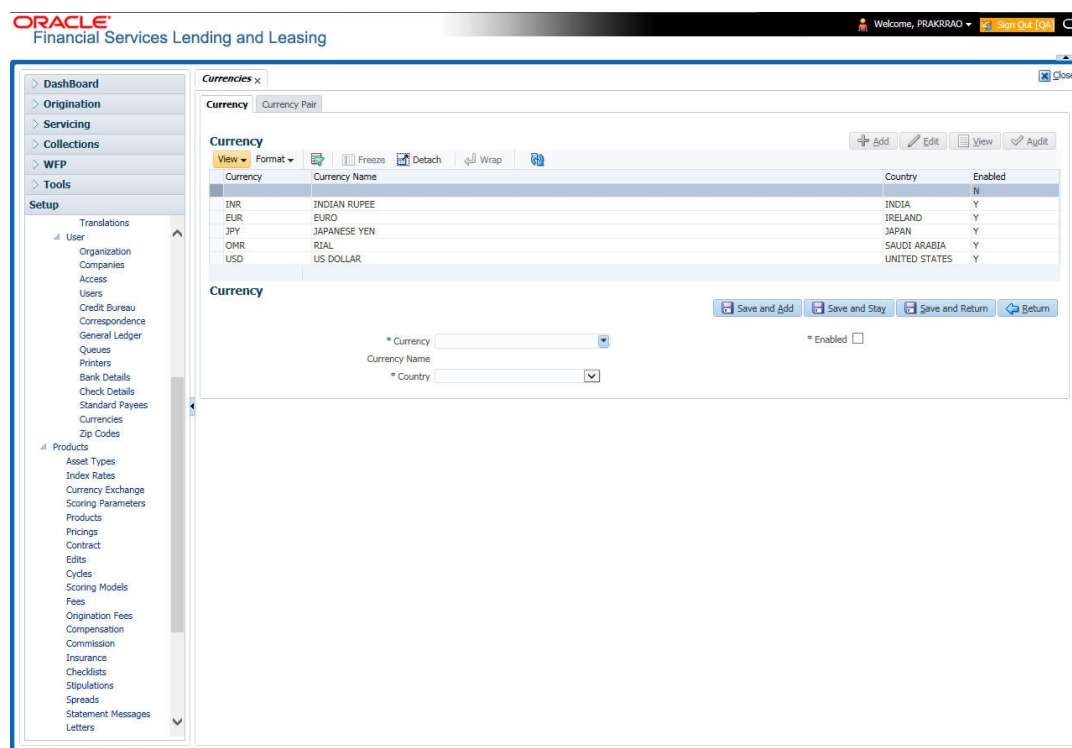 ORACLE
Financial Services Lending and Leasing
Welcome, PRAKRRAO
Sign Out [QA]
DashBoard
Origination
Servicing
Collections
WFP
Tools
Setup
Translations
User
Organization
Companies
Access
Users
Credit Bureau
Correspondence
General Ledger
Queues
Printers
Bank Details
Check Details
Standard Payees
Currencies
Zip Codes
Products
Asset Types
Index Rates
Currency Exchange
Scoring Parameters
Products
Pricings
Contract
Edits
Cycles
Scoring Models
Fees
Origination Fees
Compensation
Commission
Insurance
Checklists
Stipulations
Spreads
Statement Messages
Letters
Currencies x
Close
Currency Currency Pair
Currency
Add Edit View Audit
View Format Freeze Detach Wrap
Currency Currency Name Country Enabled
N
INR INDIAN RUPEE INDIA Y
EUR EURO IRELAND Y
JPY JAPANESE YEN JAPAN Y
OMR RIAL SAUDI ARABIA Y
USD US DOLLAR UNITED STATES Y
Currency
Save and Add Save and Stay Save and Return Return
* Currency * Enabled
Currency Name
* Country